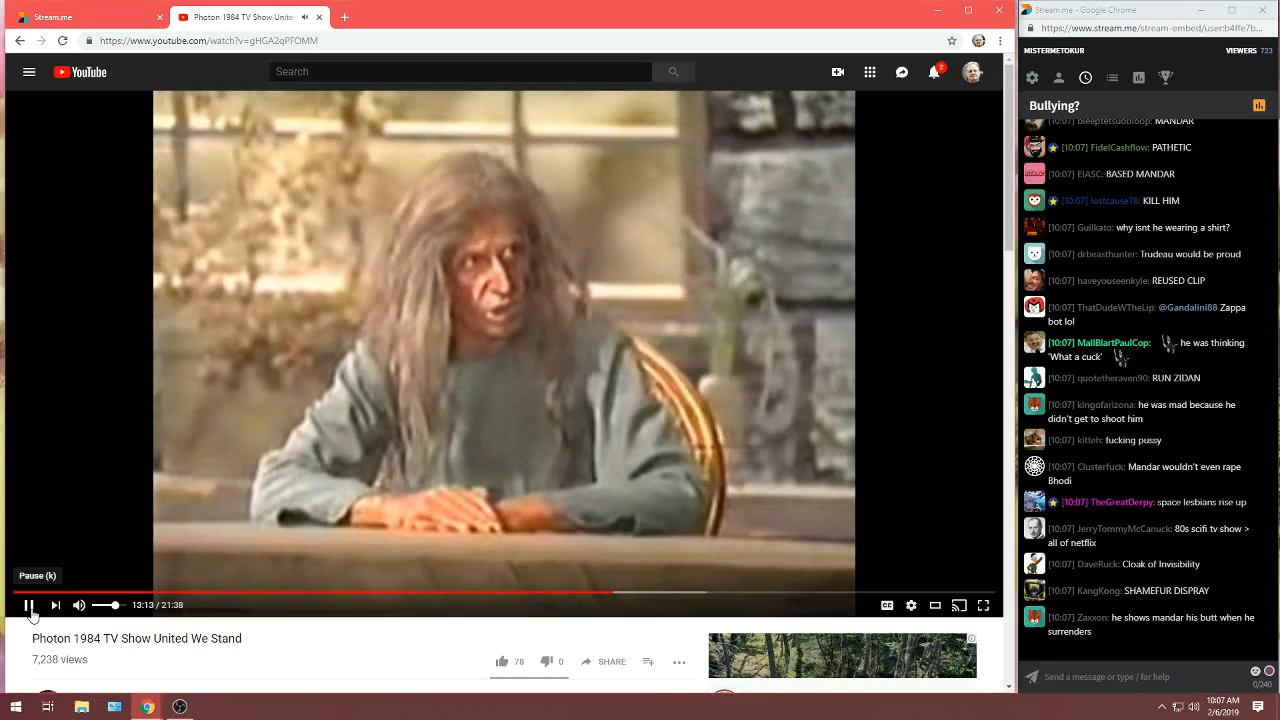 Stream.me
Photon 1984 TV Show Unite
Stream.me - Google Chrome
https://www.youtube.com/watch?v=gHGA2qPFOMM
https://www.stream.me/stream-embed/user:b4ffe7b...
MISTERMETOKUR
VIEWERS 723
YouTube
Search
2
Bullying?
[10:07] bleeptetsuobloop: MANDAR
[10:07] FidelCashflow: PATHETIC
[10:07] EIASC: BASED MANDAR
[10:07] lostcause78: KILL HIM
[10:07] Guilkato: why isnt he wearing a shirt?
[10:07] drbeasthunter: Trudeau would be proud
[10:07] haveyouseenkyle: REUSED CLIP
[10:07] ThatDudeWTheLip: @Gandalini88 Zappa
bot lol
[10:07] MallBlartPaulCop: he was thinking
'What a cuck'
[10:07] quotetheraven90: RUN ZIDAN
[10:07] kingofarizona: he was mad because he
didn't get to shoot him
[10:07] kitteh: fucking pussy
[10:07] Clusterfuck: Mandar wouldn't even rape
Bhodi
[10:07] TheGreatDerpy: space lesbians rise up
[10:07] JerryTommyMcCanuck: 80s scifi tv show >
all of netflix
[10:07] DaveRuck: Cloak of Invisibility
[10:07] KangKong: SHAMEFUR DISPRAY
[10:07] Zaxxon: he shows mandar his butt when he
surrenders
Pause (k)
13:13 / 21:38
CC
Photon 1984 TV Show United We Stand
7,238 views
78
0
SHARE
Send a message or type / for help
0/240
10:07 AM
2/6/2019